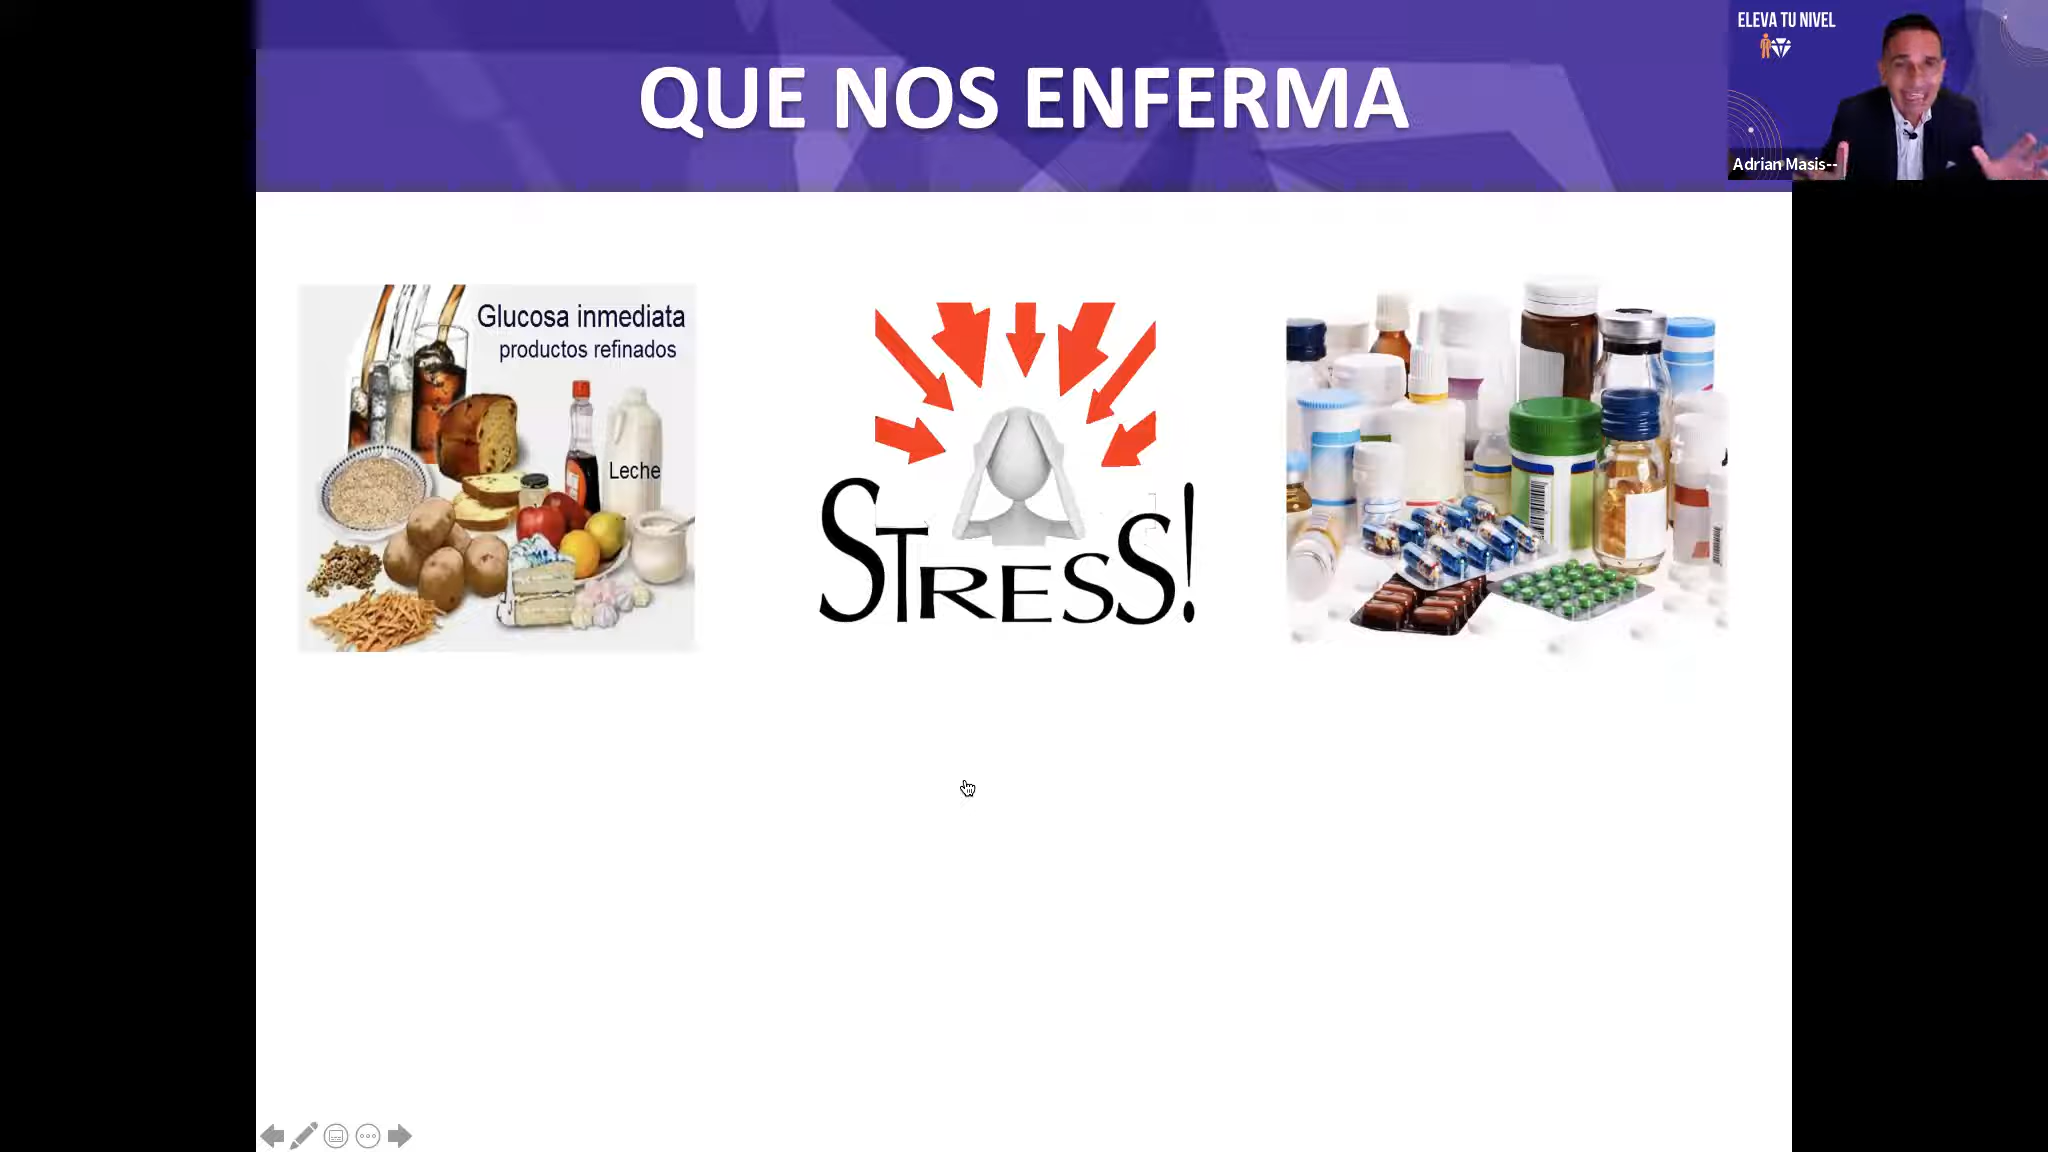 QUE NOS ENFERMA
ELEVA TU NIVEL
Adrian Masis--
Glucosa inmediata
productos refinados
Leche
STRESS!